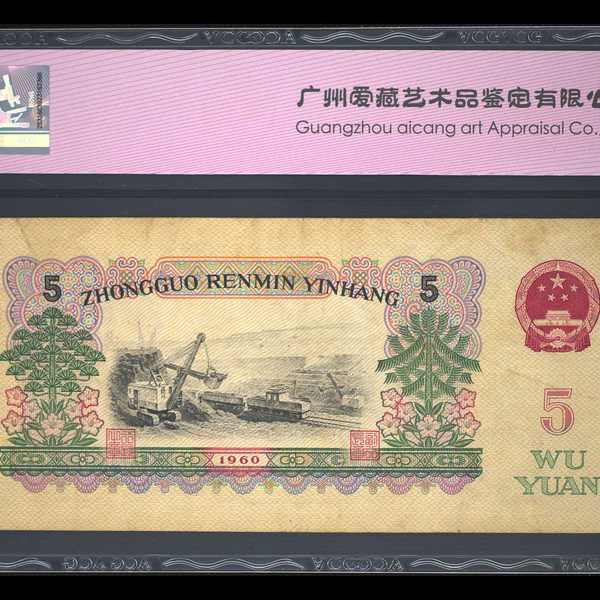 广州爱藏艺术品鉴定有限公
Guangzhou aicang art Appraisal Co.,
5 ZHONGGUO RENMIN YINHANG 5
5
WU
YUAN
1960